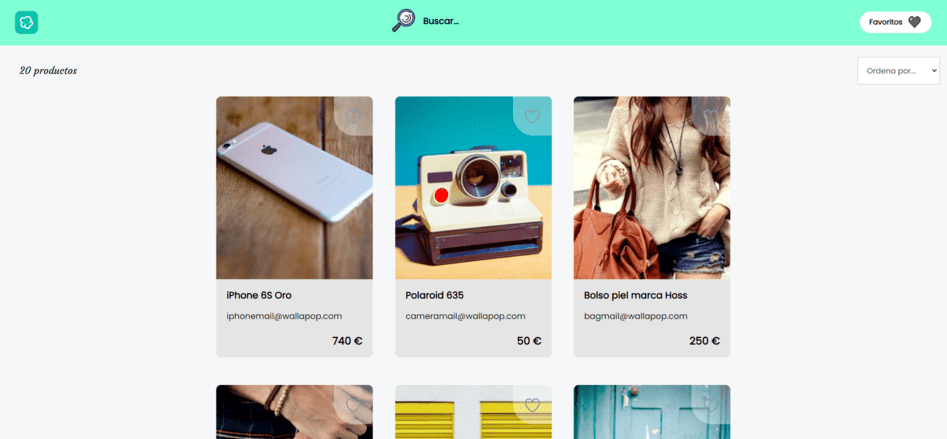 Buscar...
Favoritos
20 productos
Ordena por...
iPhone 6S Oro
iphonemail@wallapop.com
740 €
Polaroid 635
cameramail@wallapop.com
50 €
Bolso piel marca Hoss
bagmail@wallapop.com
250 €